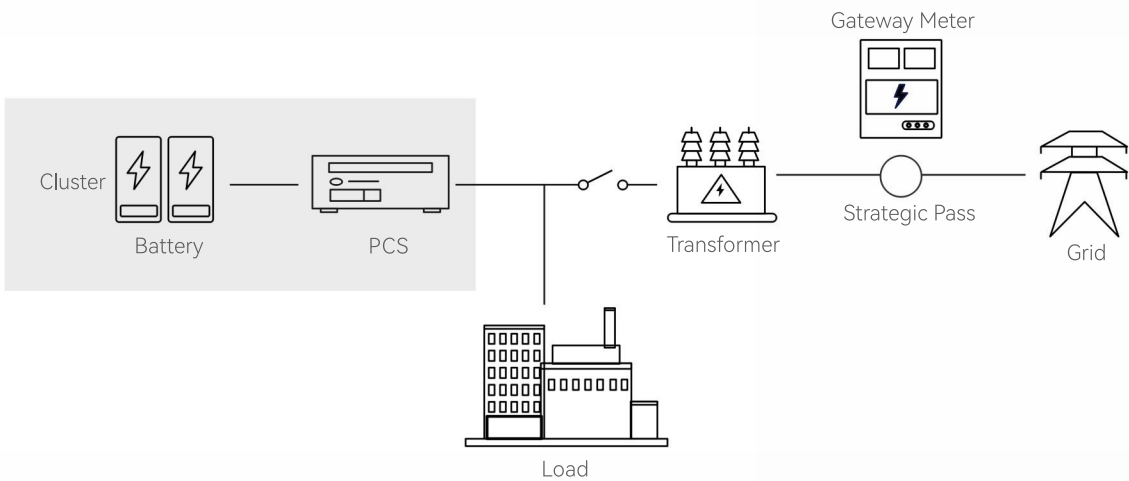 Gateway Meter
Cluster
Battery
PCS
Transformer
Strategic Pass
Grid
Load